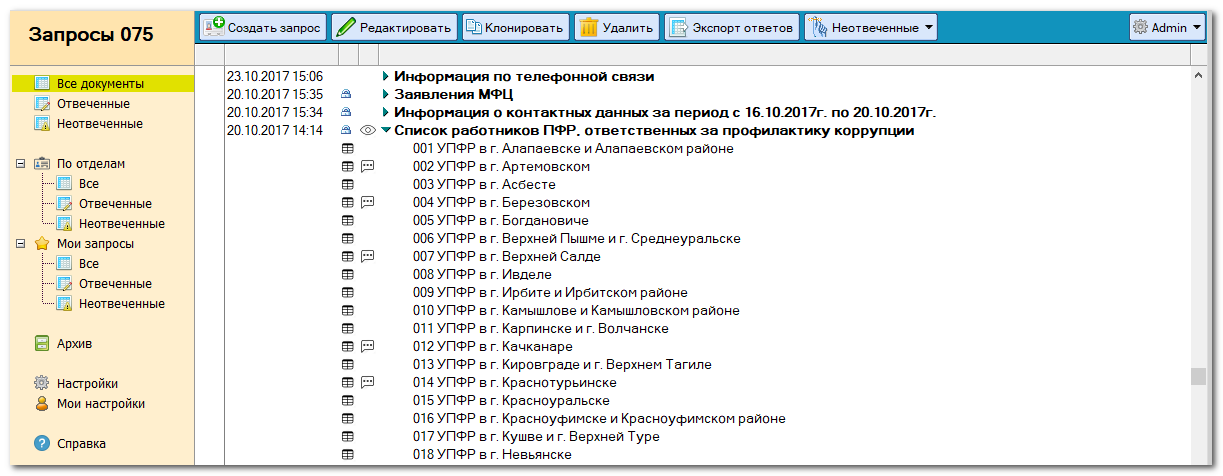 Запросы 075
Создать запрос Редактировать Клонировать Удалить Экспорт ответов Неотвеченные Admin
Все документы
Отвеченные
Неотвеченные
По отделам
Все
Отвеченные
Неотвеченные
Мои запросы
Все
Отвеченные
Неотвеченные
Архив
Настройки
Мои настройки
Справка
23.10.2017 15:06 Информация по телефонной связи
20.10.2017 15:35 Заявления МФЦ
20.10.2017 15:34 Информация о контактных данных за период с 16.10.2017г. по 20.10.2017г.
20.10.2017 14:14 Список работников ПФР, ответственных за профилактику коррупции
001 УПФР в г. Алапаевске и Алапаевском районе
002 УПФР в г. Артемовском
003 УПФР в г. Асбесте
004 УПФР в г. Березовском
005 УПФР в г. Богдановиче
006 УПФР в г. Верхней Пышме и г. Среднеуральске
007 УПФР в г. Верхней Салде
008 УПФР в г. Ивделе
009 УПФР в г. Ирбите и Ирбитском районе
010 УПФР в г. Камышлове и Камышловском районе
011 УПФР в г. Карпинске и г. Волчанске
012 УПФР в г. Качканаре
013 УПФР в г. Кировграде и г. Верхнем Тагиле
014 УПФР в г. Краснотурьинске
015 УПФР в г. Красноуральске
016 УПФР в г. Красноуфимске и Красноуфимском районе
017 УПФР в г. Кушве и г. Верхней Туре
018 УПФР в г. Невьянске